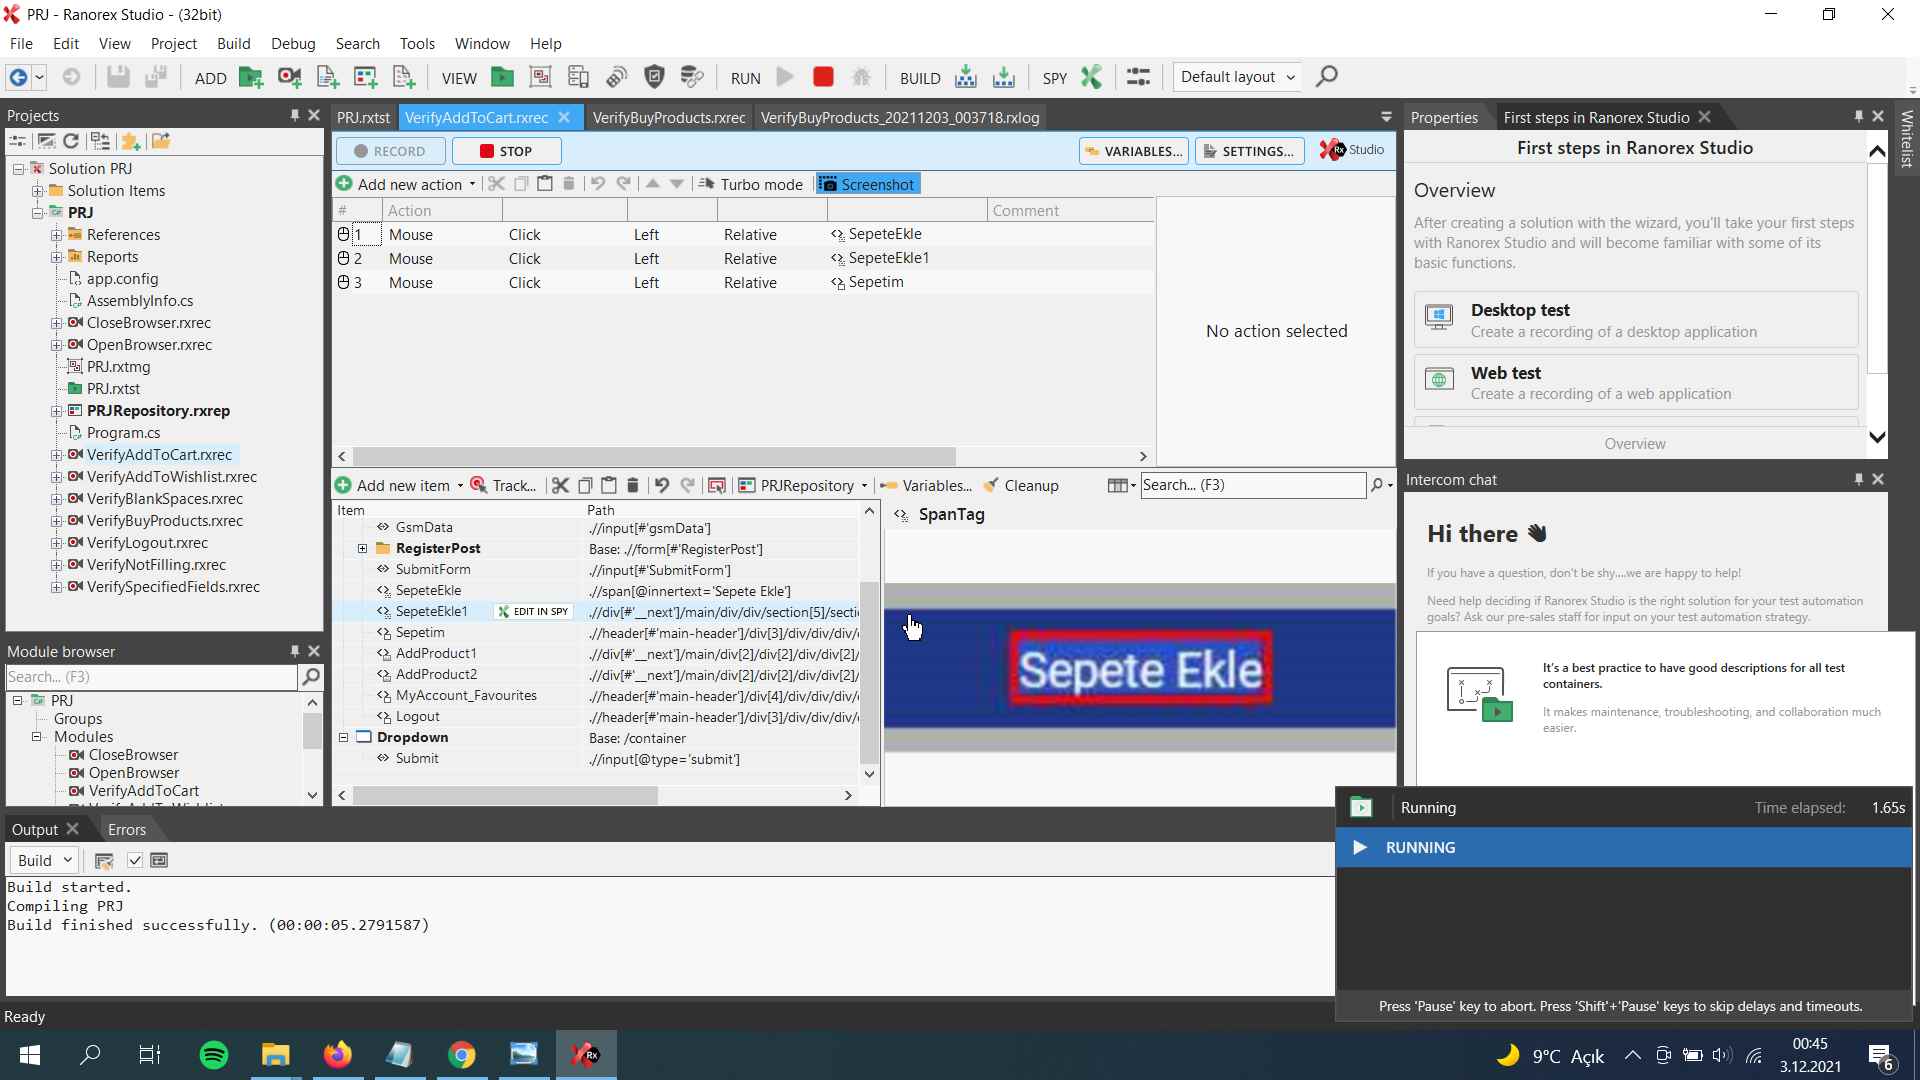 PRJ - Ranorex Studio - (32bit)
File Edit View Project Build Debug Search Tools Window Help
ADD VIEW RUN BUILD SPY Default layout
Projects
Solution PRJ
Solution Items
PRJ
References
Reports
app.config
AssemblyInfo.cs
CloseBrowser.rxrec
OpenBrowser.rxrec
PRJ.rxtmg
PRJ.rxtst
PRJRepository.rxrep
Program.cs
VerifyAddToCart.rxrec
VerifyAddToWishlist.rxrec
VerifyBlankSpaces.rxrec
VerifyBuyProducts.rxrec
VerifyLogout.rxrec
VerifyNotFilling.rxrec
VerifySpecifiedFields.rxrec
Module browser
Search... (F3)
PRJ
Groups
Modules
CloseBrowser
OpenBrowser
VerifyAddToCart
PRJ.rxtst VerifyAddToCart.rxrec VerifyBuyProducts.rxrec VerifyBuyProducts_20211203_003718.rxlog
RECORD STOP VARIABLES... SETTINGS... Rx Studio
Add new action Turbo mode Screenshot
# Action Comment
1 Mouse Click Left Relative SepeteEkle
2 Mouse Click Left Relative SepeteEkle1
3 Mouse Click Left Relative Sepetim
No action selected
Add new item Track... PRJRepository Variables... Cleanup Search... (F3)
Item Path
GsmData .//input[#'gsmData']
RegisterPost Base: .//form[#'RegisterPost']
SubmitForm .//input[#'SubmitForm']
SepeteEkle .//span[@innertext='Sepete Ekle']
SepeteEkle1 EDIT IN SPY .//div[#'__next']/main/div/div/section[5]/secti
Sepetim .//header[#'main-header']/div[3]/div/div/div/
AddProduct1 .//div[#'__next']/main/div[2]/div[2]/div/div[2]/
AddProduct2 .//div[#'__next']/main/div[2]/div[2]/div/div[2]/
MyAccount_Favourites .//header[#'main-header']/div[4]/div/div/div/
Logout .//header[#'main-header']/div[3]/div/div/div/
Dropdown Base: /container
Submit .//input[@type='submit']
SpanTag
Sepete Ekle
Properties First steps in Ranorex Studio
Whitelist
First steps in Ranorex Studio
Overview
After creating a solution with the wizard, you'll take your first steps
with Ranorex Studio and will become familiar with some of its
basic functions.
Desktop test
Create a recording of a desktop application
Web test
Create a recording of a web application
Overview
Intercom chat
Hi there
If you have a question, don't be shy....we are happy to help!
Need help deciding if Ranorex Studio is the right solution for your test automation
goals? Ask our pre-sales staff for input on your test automation strategy.
It's a best practice to have good descriptions for all test
containers.
It makes maintenance, troubleshooting, and collaboration much
easier.
Running Time elapsed: 1.65s
RUNNING
Press 'Pause' key to abort. Press 'Shift'+'Pause' keys to skip delays and timeouts.
Output Errors
Build
Build started.
Compiling PRJ
Build finished successfully. (00:00:05.2791587)
Ready
Rx
9°C Açık
00:45
3.12.2021
6